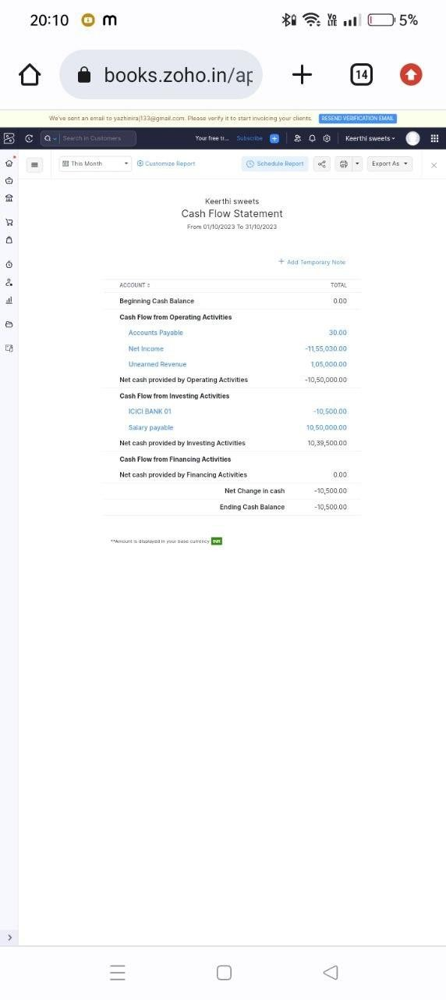 20:10 m VO LTE 5%
books.zoho.in/ap 14
We've sent an email to yazhiniraj133@gmail.com. Please verify it to start invoicing your clients. RESEND VERIFICATION EMAIL
Search in Customers Your free tr... Subscribe Keerthi sweets
This Month Customize Report Schedule Report Export As
Keerthi sweets
Cash Flow Statement
From 01/10/2023 To 31/10/2023
+ Add Temporary Note
ACCOUNT TOTAL
Beginning Cash Balance 0.00
Cash Flow from Operating Activities
Accounts Payable 30.00
Net Income -11,55,030.00
Unearned Revenue 1,05,000.00
Net cash provided by Operating Activities -10,50,000.00
Cash Flow from Investing Activities
ICICI BANK 01 -10,500.00
Salary payable 10,50,000.00
Net cash provided by Investing Activities 10,39,500.00
Cash Flow from Financing Activities
Net cash provided by Financing Activities 0.00
Net Change in cash -10,500.00
Ending Cash Balance -10,500.00
**Amount is displayed in your base currency INR